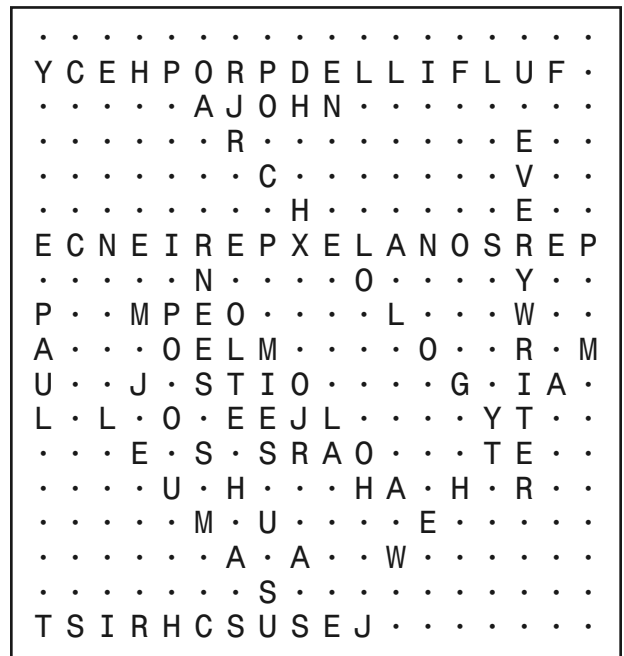 · · · · · · · · · · · · · · · · · ·
Y C E H P O R P D E L L I F L U F ·
· · · · · A J O H N · · · · · · · ·
· · · · · · R · · · · · · · · E · ·
· · · · · · · C · · · · · · · V · ·
· · · · · · · · H · · · · · · E · ·
E C N E I R E P X E L A N O S R E P
· · · · · N · · · · O · · · · Y · ·
P · · M P E O · · · · L · · · W · ·
A · · · O E L M · · · · O · · R · M
U · · J · S T I O · · · · G · I A ·
L · L · O · E E J L · · · · Y T · ·
· · · E · S · S R A O · · · T E · ·
· · · · U · H · · · H A · H · R · ·
· · · · · M · U · · · · E · · · · ·
· · · · · · A · A · · W · · · · · ·
· · · · · · · S · · · · · · · · · ·
T S I R H C S U S E J · · · · · · ·